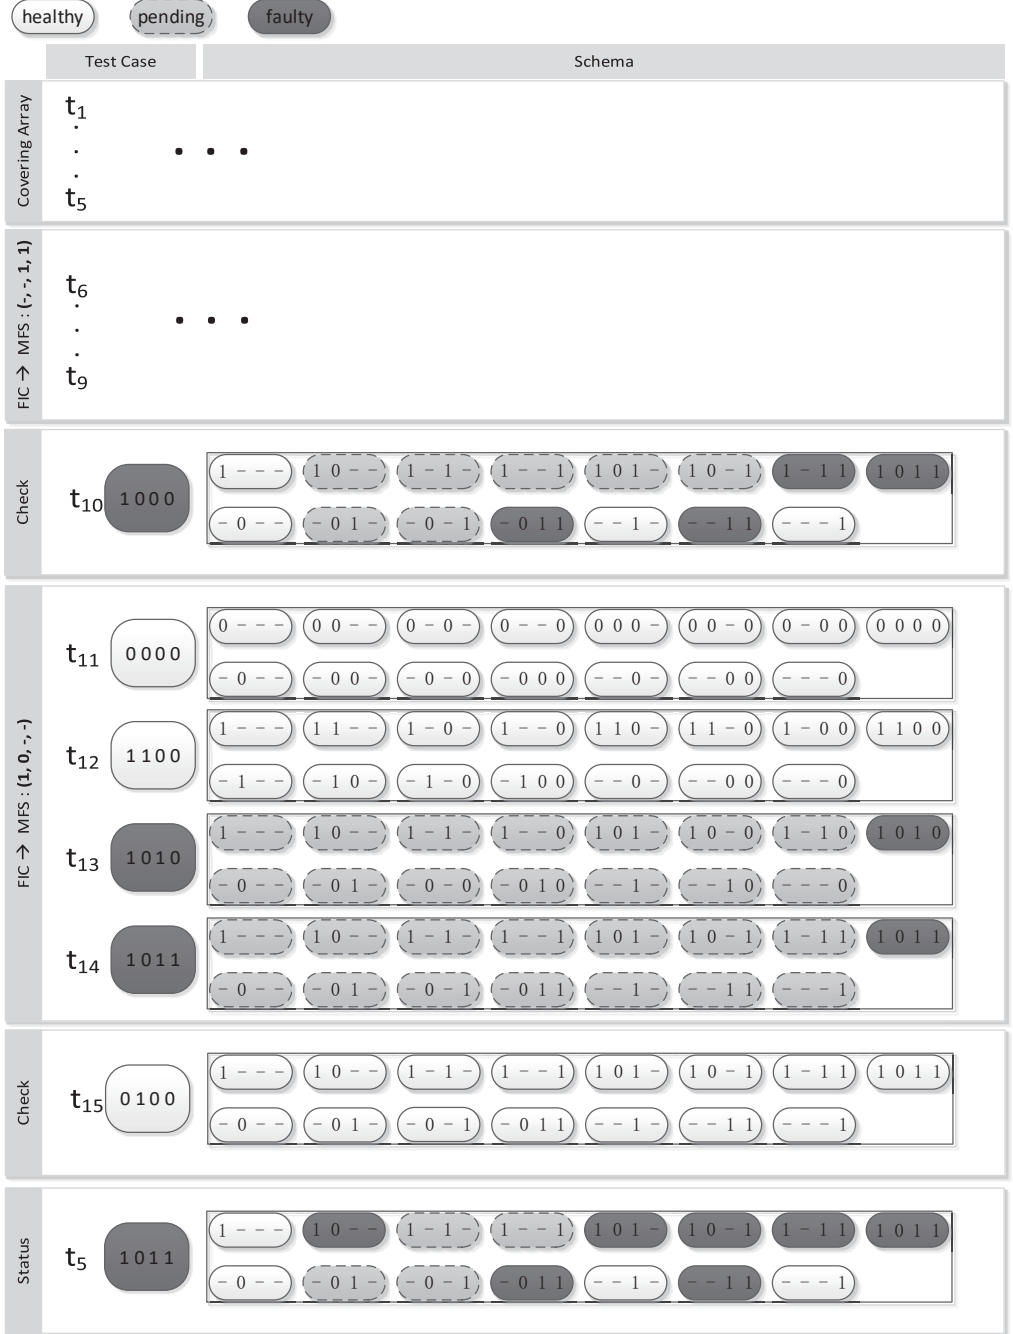 healthy pending faulty
Test Case Schema
Covering Array
t1
. . .
t5
FIC → MFS : (-, -, 1, 1)
t6
. . .
t9
Check
t10 1000
1 - - - 1 0 - - 1 - 1 - 1 - - 1 1 0 1 - 1 0 - 1 1 - 1 1 1 0 1 1
- 0 - - - 0 1 - - 0 - 1 - 0 1 1 - - 1 - - - 1 1 - - - 1
FIC → MFS : (1, 0, -, -)
t11 0000
0 - - - 0 0 - - 0 - 0 - 0 - - 0 0 0 0 - 0 0 - 0 0 - 0 0 0 0 0 0
- 0 - - - 0 0 - - 0 - 0 - 0 0 0 - - 0 - - - 0 0 - - - 0
t12 1100
1 - - - 1 1 - - 1 - 0 - 1 - - 0 1 1 0 - 1 1 - 0 1 - 0 0 1 1 0 0
- 1 - - - 1 0 - - 1 - 0 - 1 0 0 - - 0 - - - 0 0 - - - 0
t13 1010
1 - - - 1 0 - - 1 - 1 - 1 - - 0 1 0 1 - 1 0 - 0 1 - 1 0 1 0 1 0
- 0 - - - 0 1 - - 0 - 0 - 0 1 0 - - 1 - - - 1 0 - - - 0
t14 1011
1 - - - 1 0 - - 1 - 1 - 1 - - 1 1 0 1 - 1 0 - 1 1 - 1 1 1 0 1 1
- 0 - - - 0 1 - - 0 - 1 - 0 1 1 - - 1 - - - 1 1 - - - 1
Check
t15 0100
1 - - - 1 0 - - 1 - 1 - 1 - - 1 1 0 1 - 1 0 - 1 1 - 1 1 1 0 1 1
- 0 - - - 0 1 - - 0 - 1 - 0 1 1 - - 1 - - - 1 1 - - - 1
Status
t5 1011
1 - - - 1 0 - - 1 - 1 - 1 - - 1 1 0 1 - 1 0 - 1 1 - 1 1 1 0 1 1
- 0 - - - 0 1 - - 0 - 1 - 0 1 1 - - 1 - - - 1 1 - - - 1